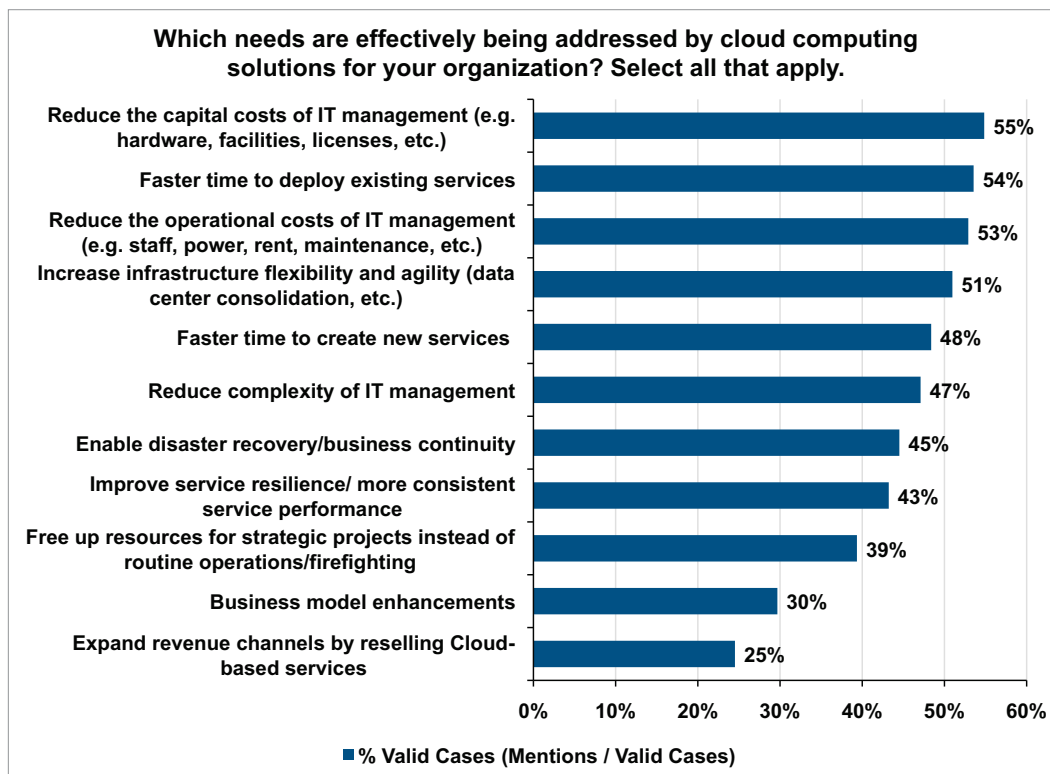 Which needs are effectively being addressed by cloud computing
solutions for your organization? Select all that apply.
Reduce the capital costs of IT management (e.g.
hardware, facilities, licenses, etc.)
55%
Faster time to deploy existing services
54%
Reduce the operational costs of IT management
(e.g. staff, power, rent, maintenance, etc.)
53%
Increase infrastructure flexibility and agility (data
center consolidation, etc.)
51%
Faster time to create new services
48%
Reduce complexity of IT management
47%
Enable disaster recovery/business continuity
45%
Improve service resilience/ more consistent
service performance
43%
Free up resources for strategic projects instead of
routine operations/firefighting
39%
Business model enhancements
30%
Expand revenue channels by reselling Cloud-
based services
25%
0% 10% 20% 30% 40% 50% 60%
% Valid Cases (Mentions / Valid Cases)